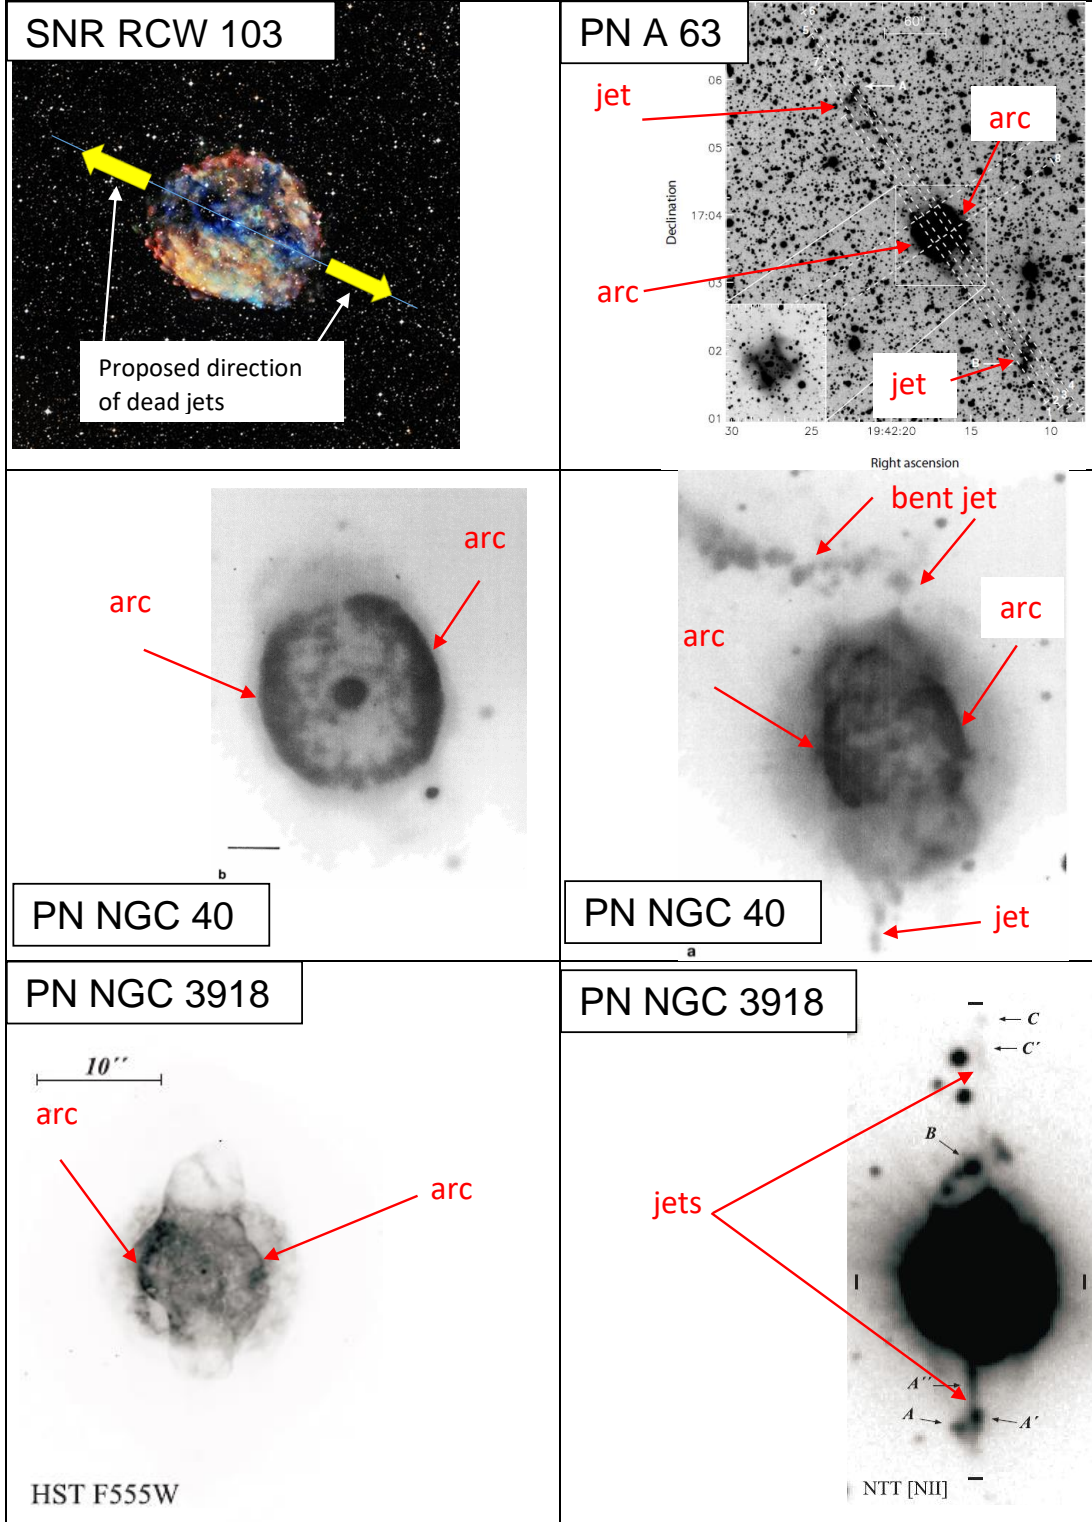 SNR RCW 103
Proposed direction
of dead jets
PN A 63
60"
jet
A
arc
B
arc
jet
B
Declination
06
05
17:04
03
02
01
30
25
19:42:20
15
10
Right ascension
arc
arc
b
PN NGC 40
bent jet
arc
arc
jet
a
PN NGC 40
PN NGC 3918
10′′
arc
arc
HST F555W
PN NGC 3918
C
C′
B
jets
A′′
A
A′
NTT [NII]